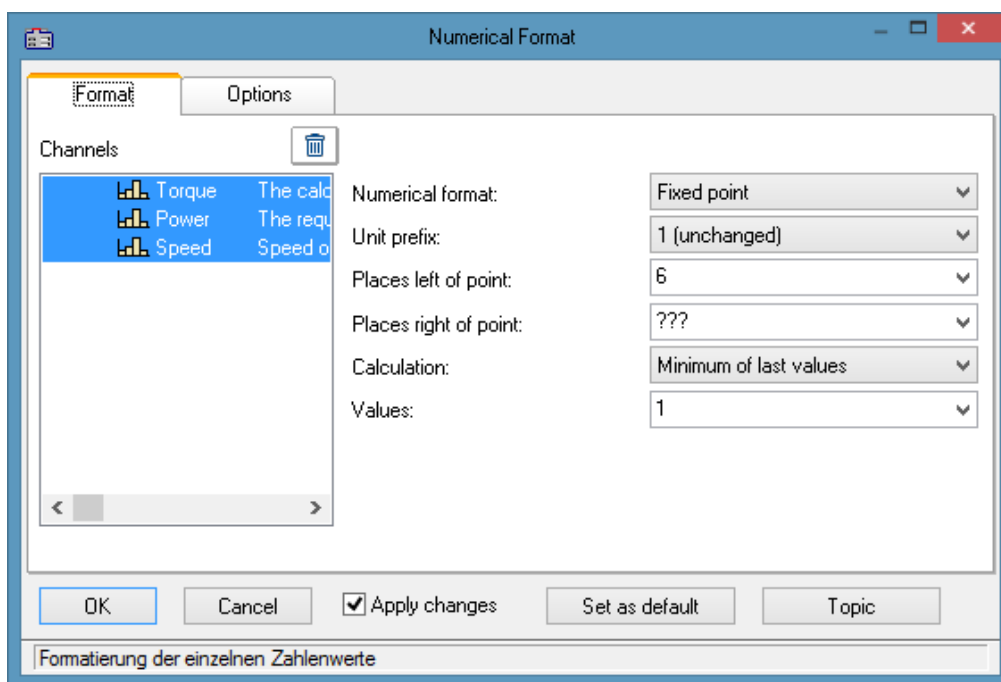 Numerical Format
Format Options
Channels
Torque The calc
Power The requ
Speed Speed o
Numerical format: Fixed point
Unit prefix: 1 (unchanged)
Places left of point: 6
Places right of point: ???
Calculation: Minimum of last values
Values: 1
OK Cancel Apply changes Set as default Topic
Formatierung der einzelnen Zahlenwerte